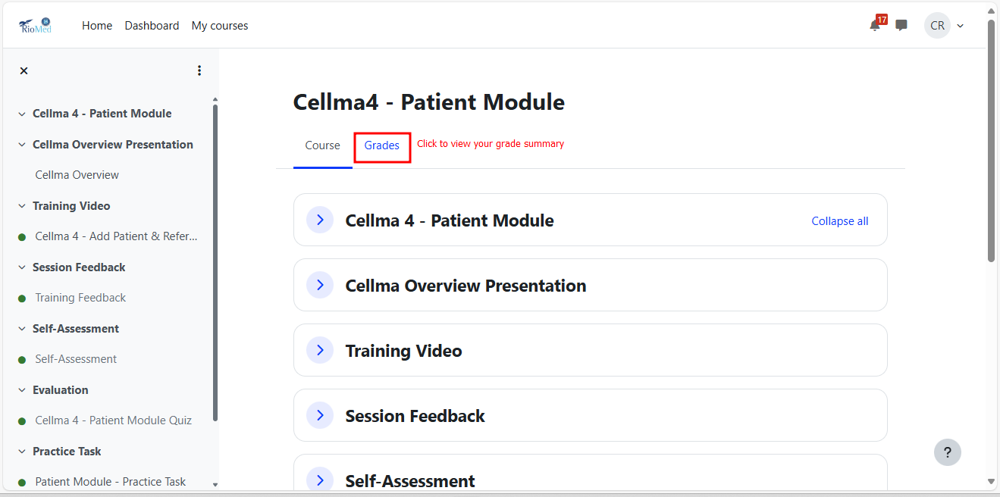 RioMed
Home Dashboard My courses
17
CR
Cellma 4 - Patient Module
Cellma Overview Presentation
Cellma Overview
Training Video
Cellma 4 - Add Patient & Refer...
Session Feedback
Training Feedback
Self-Assessment
Self-Assessment
Evaluation
Cellma 4 - Patient Module Quiz
Practice Task
Patient Module - Practice Task
Cellma4 - Patient Module
Course Grades Click to view your grade summary
Cellma 4 - Patient Module Collapse all
Cellma Overview Presentation
Training Video
Session Feedback
Self-Assessment
?